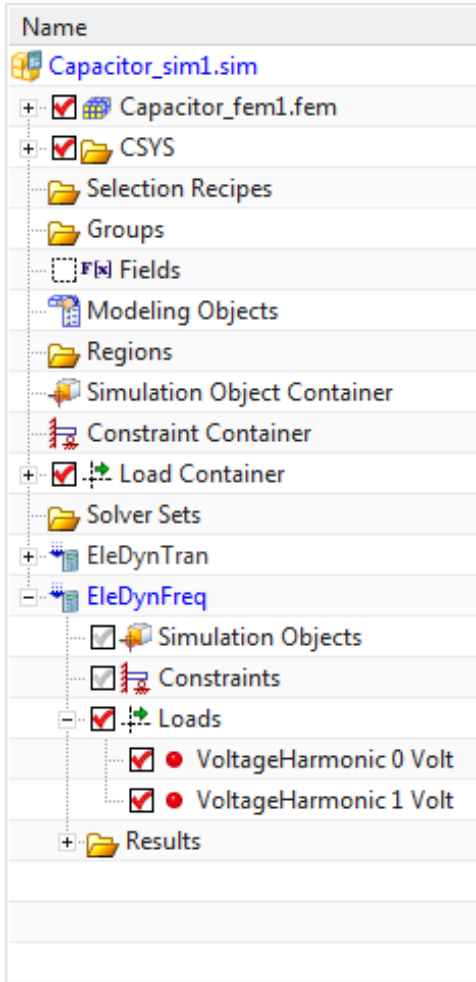 Name
Capacitor_sim1.sim
Capacitor_fem1.fem
CSYS
Selection Recipes
Groups
F[x] Fields
Modeling Objects
Regions
Simulation Object Container
Constraint Container
Load Container
Solver Sets
EleDynTran
EleDynFreq
Simulation Objects
Constraints
Loads
VoltageHarmonic 0 Volt
VoltageHarmonic 1 Volt
Results